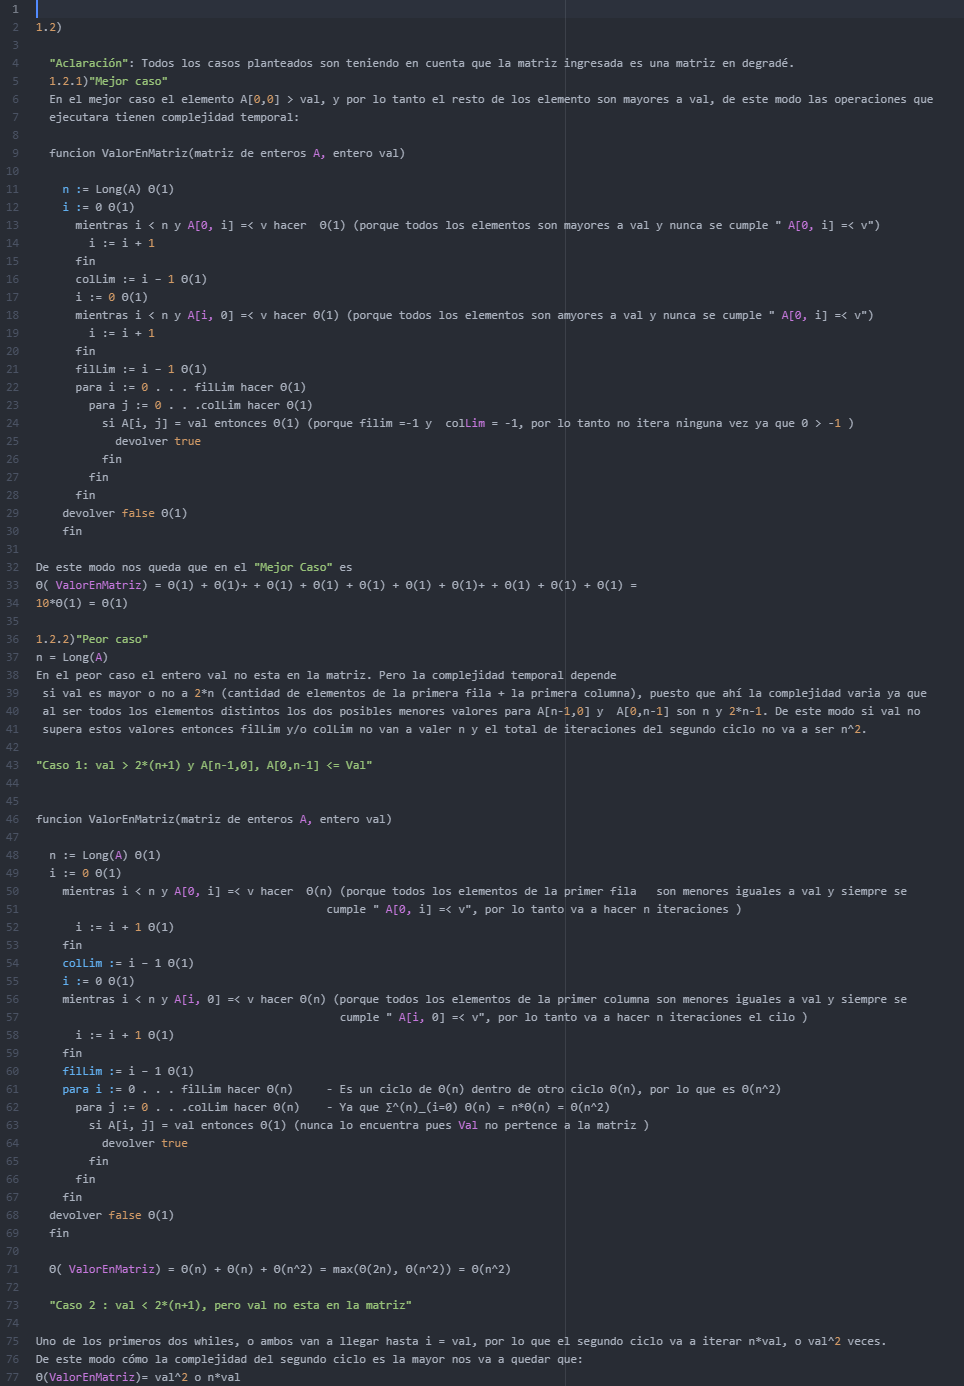 1
2 1.2)
3
4 "Aclaración": Todos los casos planteados son teniendo en cuenta que la matriz ingresada es una matriz en degradé.
5 1.2.1)"Mejor caso"
6 En el mejor caso el elemento A[0,0] > val, y por lo tanto el resto de los elemento son mayores a val, de este modo las operaciones que
7 ejecutara tienen complejidad temporal:
8
9 funcion ValorEnMatriz(matriz de enteros A, entero val)
10
11 n := Long(A) Θ(1)
12 i := 0 Θ(1)
13 mientras i < n y A[0, i] =< v hacer  Θ(1) (porque todos los elementos son mayores a val y nunca se cumple " A[0, i] =< v")
14 i := i + 1
15 fin
16 colLim := i − 1 Θ(1)
17 i := 0 Θ(1)
18 mientras i < n y A[i, 0] =< v hacer Θ(1) (porque todos los elementos son amyores a val y nunca se cumple " A[0, i] =< v")
19 i := i + 1
20 fin
21 filLim := i − 1 Θ(1)
22 para i := 0 . . . filLim hacer Θ(1)
23 para j := 0 . . .colLim hacer Θ(1)
24 si A[i, j] = val entonces Θ(1) (porque filim =-1 y  colLim = -1, por lo tanto no itera ninguna vez ya que 0 > -1 )
25 devolver true
26 fin
27 fin
28 fin
29 devolver false Θ(1)
30 fin
31
32 De este modo nos queda que en el "Mejor Caso" es
33 Θ( ValorEnMatriz) = Θ(1) + Θ(1)+ + Θ(1) + Θ(1) + Θ(1) + Θ(1) + Θ(1)+ + Θ(1) + Θ(1) + Θ(1) =
34 10*Θ(1) = Θ(1)
35
36 1.2.2)"Peor caso"
37 n = Long(A)
38 En el peor caso el entero val no esta en la matriz. Pero la complejidad temporal depende
39 si val es mayor o no a 2*n (cantidad de elementos de la primera fila + la primera columna), puesto que ahí la complejidad varia ya que
40 al ser todos los elementos distintos los dos posibles menores valores para A[n-1,0] y  A[0,n-1] son n y 2*n-1. De este modo si val no
41 supera estos valores entonces filLim y/o colLim no van a valer n y el total de iteraciones del segundo ciclo no va a ser n^2.
42
43 "Caso 1: val > 2*(n+1) y A[n-1,0], A[0,n-1] <= Val"
44
45
46 funcion ValorEnMatriz(matriz de enteros A, entero val)
47
48 n := Long(A) Θ(1)
49 i := 0 Θ(1)
50 mientras i < n y A[0, i] =< v hacer  Θ(n) (porque todos los elementos de la primer fila   son menores iguales a val y siempre se
51 cumple " A[0, i] =< v", por lo tanto va a hacer n iteraciones )
52 i := i + 1 Θ(1)
53 fin
54 colLim := i − 1 Θ(1)
55 i := 0 Θ(1)
56 mientras i < n y A[i, 0] =< v hacer Θ(n) (porque todos los elementos de la primer columna son menores iguales a val y siempre se
57 cumple " A[i, 0] =< v", por lo tanto va a hacer n iteraciones el cilo )
58 i := i + 1 Θ(1)
59 fin
60 filLim := i − 1 Θ(1)
61 para i := 0 . . . filLim hacer Θ(n)     - Es un ciclo de Θ(n) dentro de otro ciclo Θ(n), por lo que es Θ(n^2)
62 para j := 0 . . .colLim hacer Θ(n)    - Ya que ∑^(n)_(i=0) Θ(n) = n*Θ(n) = Θ(n^2)
63 si A[i, j] = val entonces Θ(1) (nunca lo encuentra pues Val no pertence a la matriz )
64 devolver true
65 fin
66 fin
67 fin
68 devolver false Θ(1)
69 fin
70
71 Θ( ValorEnMatriz) = Θ(n) + Θ(n) + Θ(n^2) = max(Θ(2n), Θ(n^2)) = Θ(n^2)
72
73 "Caso 2 : val < 2*(n+1), pero val no esta en la matriz"
74
75 Uno de los primeros dos whiles, o ambos van a llegar hasta i = val, por lo que el segundo ciclo va a iterar n*val, o val^2 veces.
76 De este modo cómo la complejidad del segundo ciclo es la mayor nos va a quedar que:
77 Θ(ValorEnMatriz)= val^2 o n*val